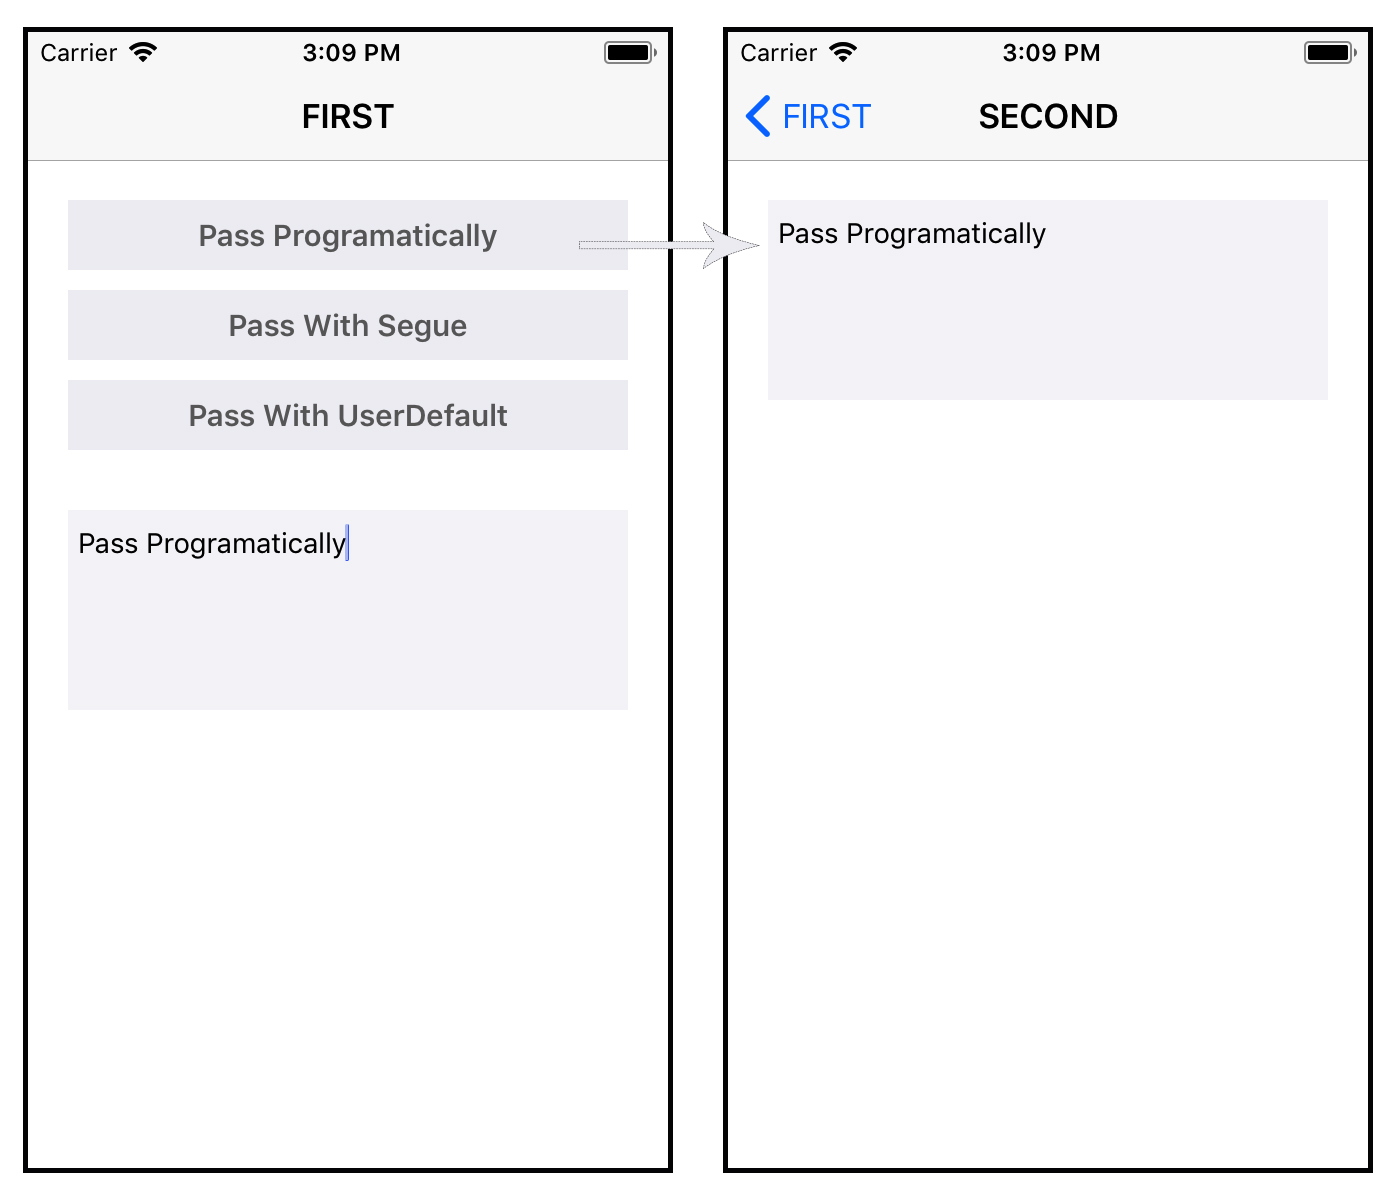 Carrier 3:09 PM
FIRST
Pass Programatically
Pass With Segue
Pass With UserDefault
Pass Programatically
Carrier 3:09 PM
FIRST SECOND
Pass Programatically